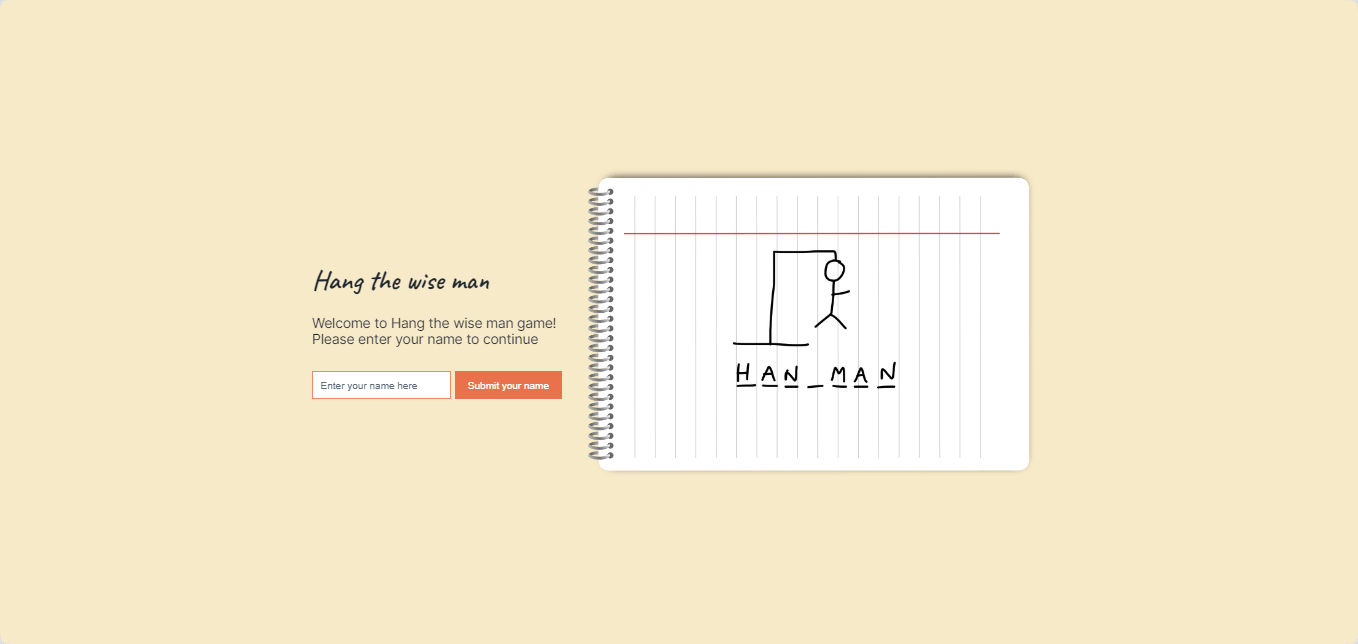 Hang the wise man
Welcome to Hang the wise man game!
Please enter your name to continue
Enter your name here
Submit your name
HAN_MAN